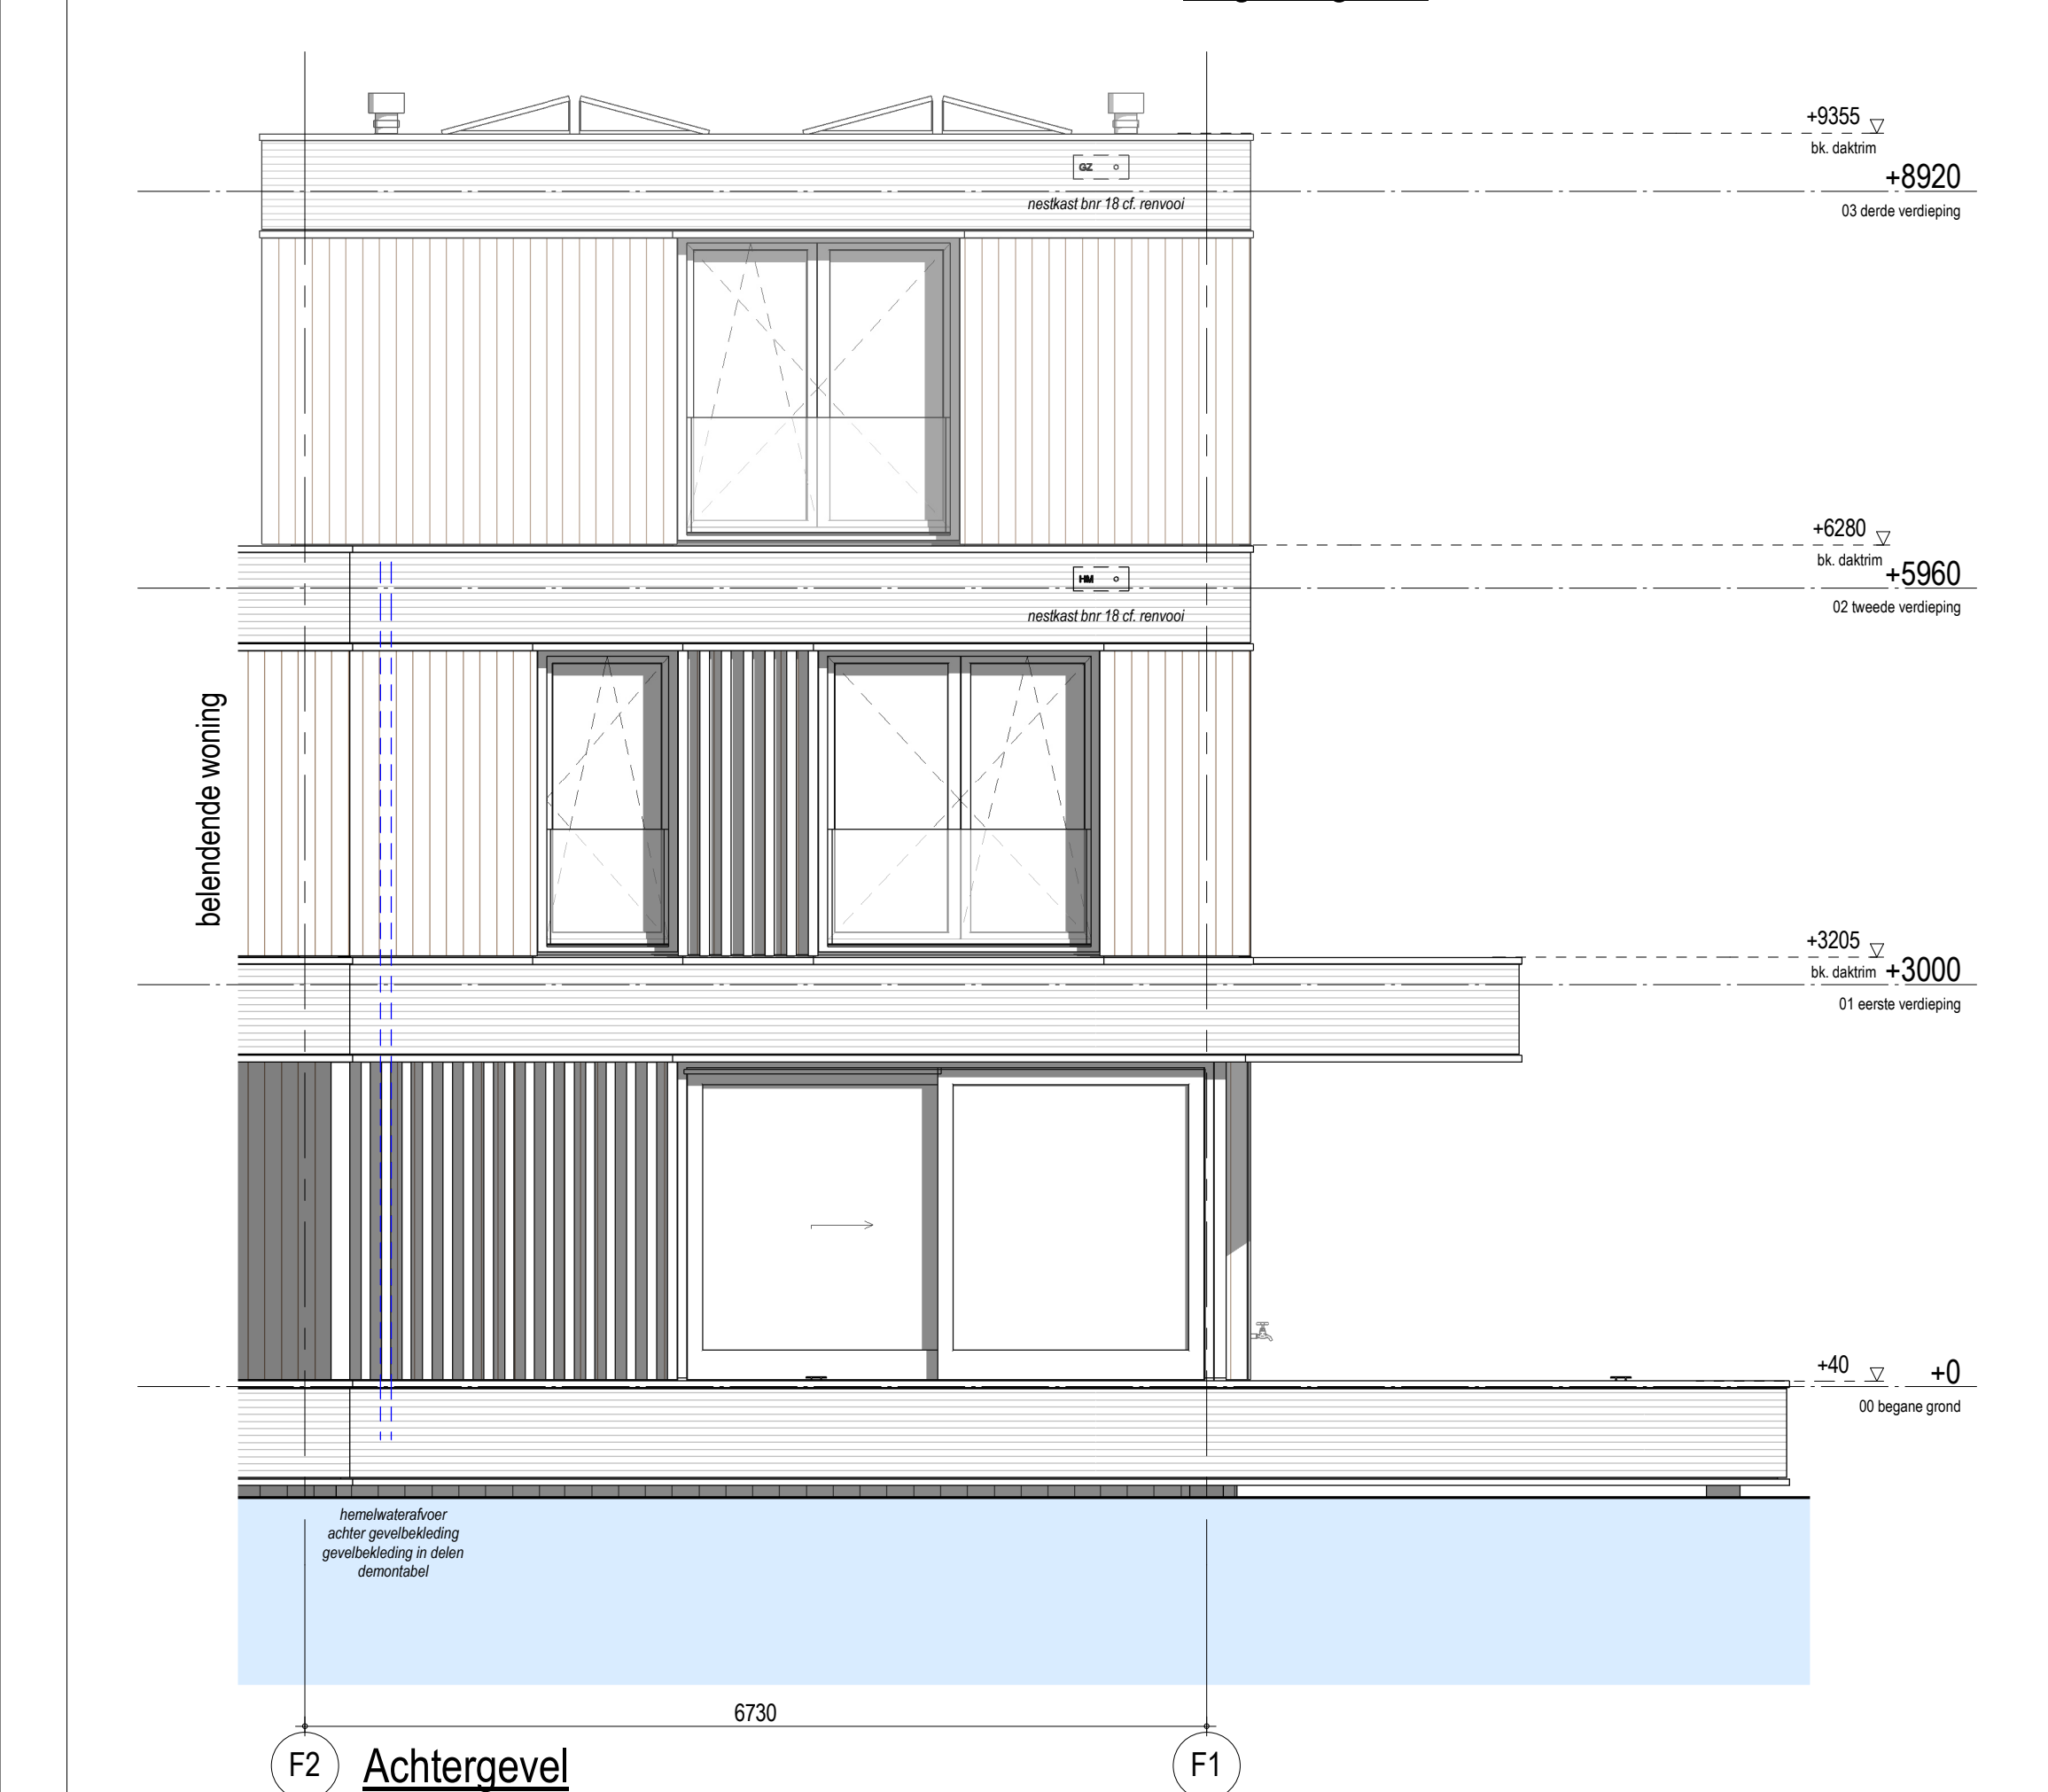 +9355
bk. daktrim
+8920
03 derde verdieping
GZ
nestkast bnr 18 cf. renvooi
+6280
bk. daktrim
+5960
02 tweede verdieping
HM
nestkast bnr 18 cf. renvooi
belendende woning
+3205
bk. daktrim
+3000
01 eerste verdieping
+40
+0
00 begane grond
hemelwaterafvoer
achter gevelbekleding
gevelbekleding in delen
demontabel
6730
F2
Achtergevel
F1